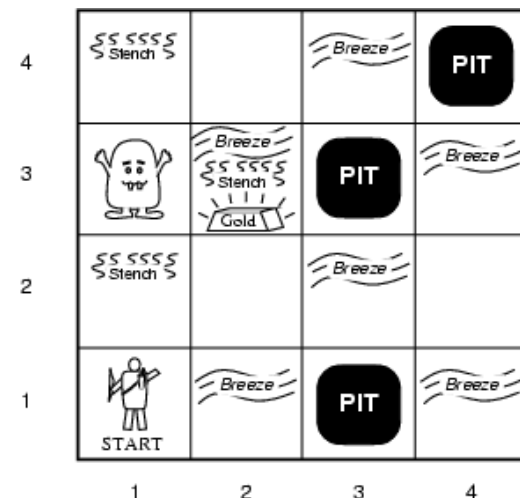 4
Stench
Breeze
PIT
3
Breeze
Stench
Gold
PIT
Breeze
2
Stench
Breeze
1
START
Breeze
PIT
Breeze
1 2 3 4